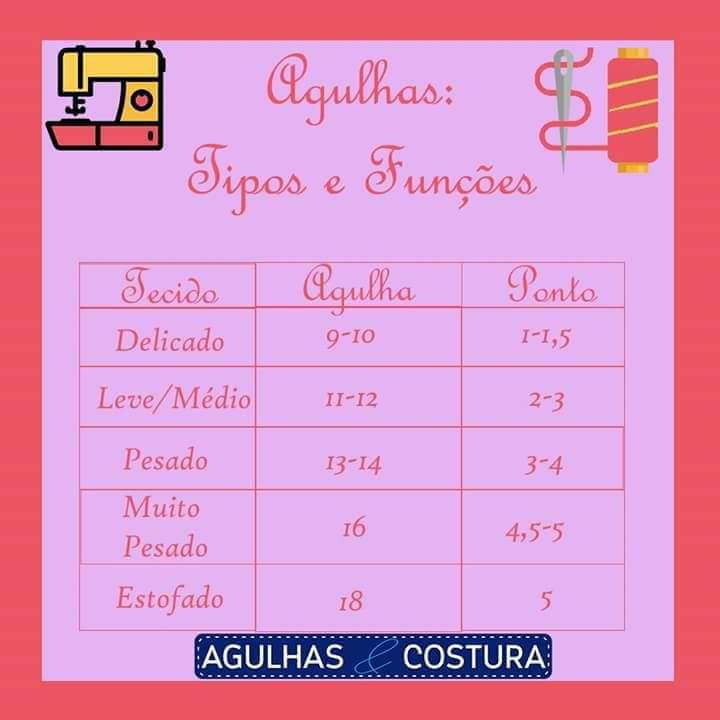 Agulhas:
Tipos e Funções
Tecido Agulha Ponto
Delicado 9-10 1-1,5
Leve/Médio 11-12 2-3
Pesado 13-14 3-4
Muito
Pesado 16 4,5-5
Estofado 18 5
AGULHAS & COSTURA